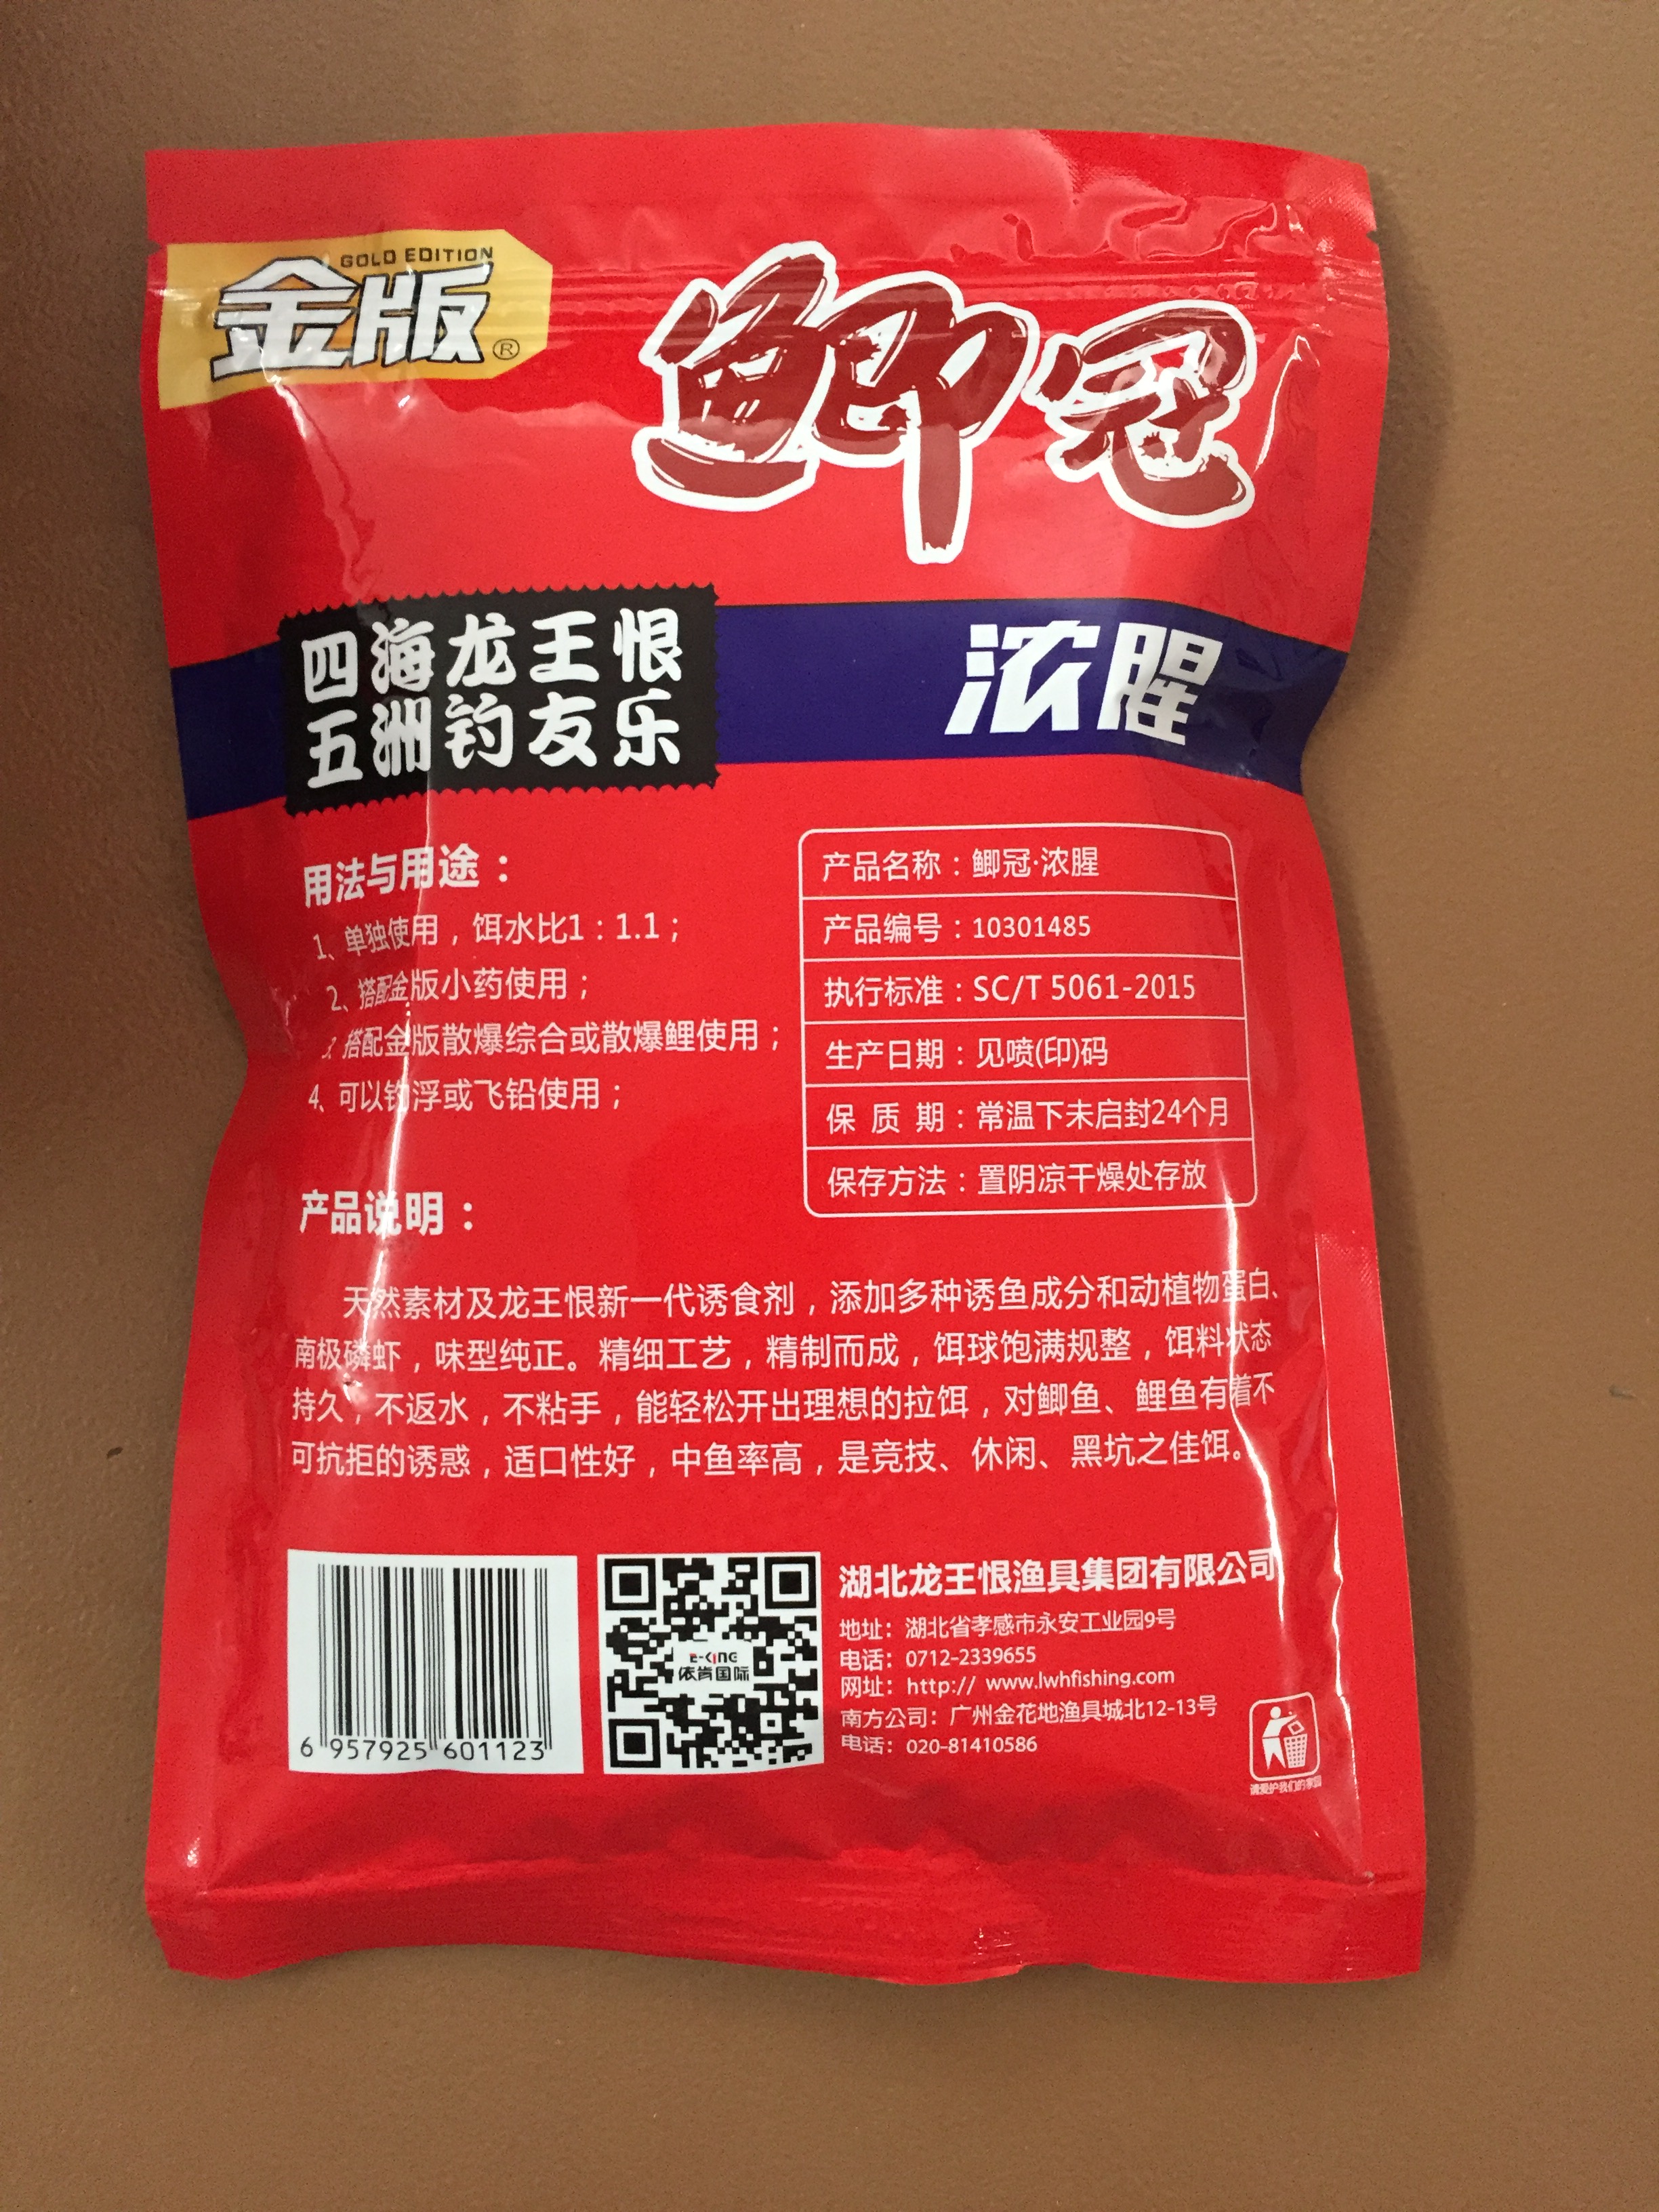 GOLD EDITION
金版®
鲫冠
四海龙王恨
五洲钓友乐
浓腥
用法与用途：
1、单独使用，饵水比1：1.1；
2、搭配金版小药使用；
3、搭配金版散爆综合或散爆鲤使用；
4、可以钓浮或飞铅使用；
产品名称：鲫冠·浓腥
产品编号：10301485
执行标准：SC/T 5061-2015
生产日期：见喷(印)码
保 质 期：常温下未启封24个月
保存方法：置阴凉干燥处存放
产品说明：
天然素材及龙王恨新一代诱食剂，添加多种诱鱼成分和动植物蛋白、
南极磷虾，味型纯正。精细工艺，精制而成，饵球饱满规整，饵料状态
持久，不返水，不粘手，能轻松开出理想的拉饵，对鲫鱼、鲤鱼有着不
可抗拒的诱惑，适口性好，中鱼率高，是竞技、休闲、黑坑之佳饵。
6 957925 601123
E-KING
依肯国际
湖北龙王恨渔具集团有限公司
地址：湖北省孝感市永安工业园9号
电话：0712-2339655
网址：http:// www.lwhfishing.com
南方公司：广州金花地渔具城北12-13号
电话：020-81410586
请爱护我们的家园